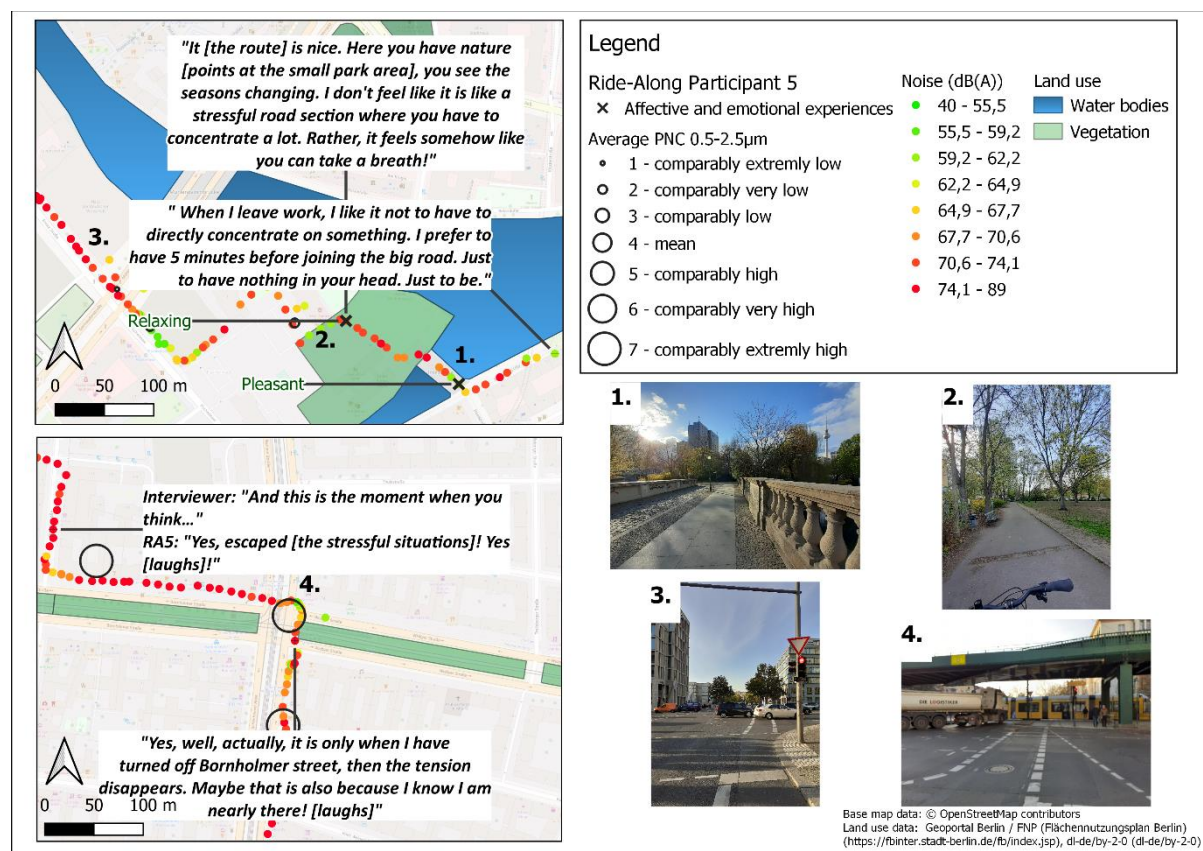 "It [the route] is nice. Here you have nature
[points at the small park area], you see the
seasons changing. I don't feel like it is like a
stressful road section where you have to
concentrate a lot. Rather, it feels somehow like
you can take a breath!"
" When I leave work, I like it not to have to
directly concentrate on something. I prefer to
have 5 minutes before joining the big road. Just
to have nothing in your head. Just to be."
3.
Relaxing
2.
1.
Pleasant
0 50 100 m
Interviewer: "And this is the moment when you
think..."
RA5: "Yes, escaped [the stressful situations]! Yes
[laughs]!"
4.
"Yes, well, actually, it is only when I have
turned off Bornholmer street, then the tension
disappears. Maybe that is also because I know I am
nearly there! [laughs]"
0 50 100 m
Legend
Ride-Along Participant 5
Affective and emotional experiences
Average PNC 0.5-2.5µm
1 - comparably extremly low
2 - comparably very low
3 - comparably low
4 - mean
5 - comparably high
6 - comparably very high
7 - comparably extremely high
Noise (dB(A))
40 - 55,5
55,5 - 59,2
59,2 - 62,2
62,2 - 64,9
64,9 - 67,7
67,7 - 70,6
70,6 - 74,1
74,1 - 89
Land use
Water bodies
Vegetation
1.
2.
3.
4.
Base map data: © OpenStreetMap contributors
Land use data: Geoportal Berlin / FNP (Flächennutzungsplan Berlin)
(https://fbinter.stadt-berlin.de/fb/index.jsp), dl-de/by-2-0 (dl-de/by-2-0)